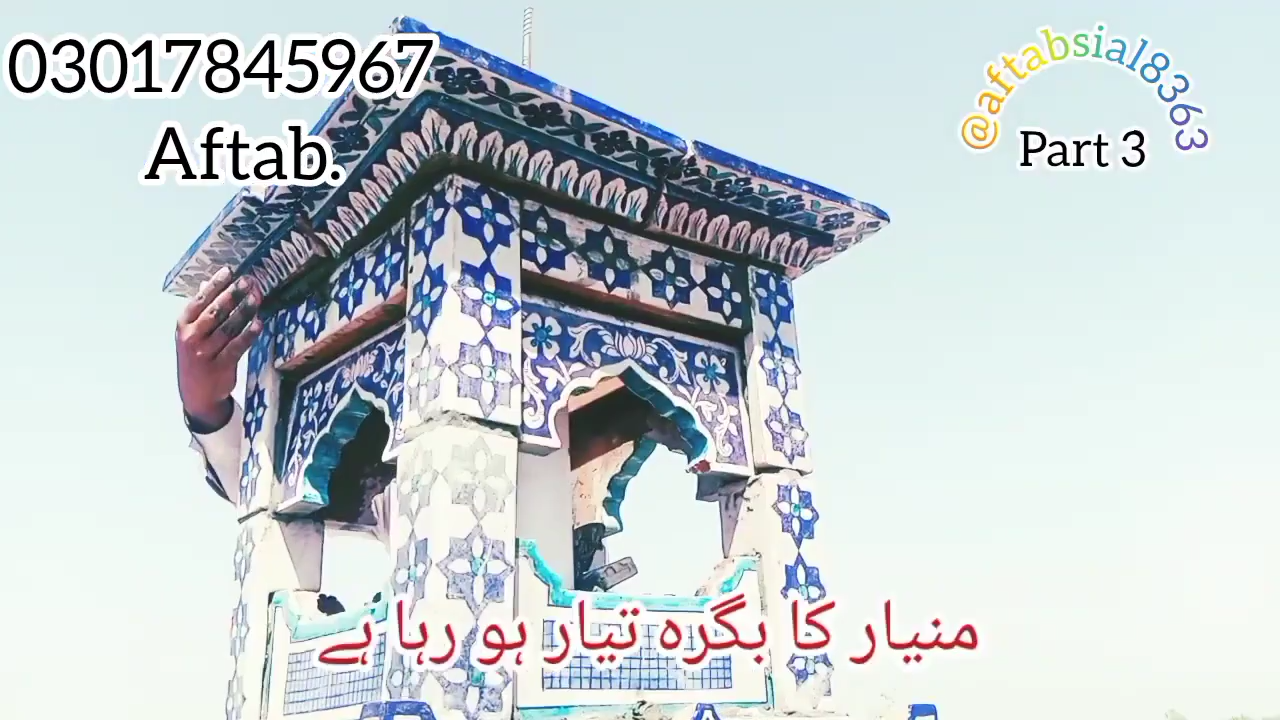 03017845967
Aftab.
@aftabsial8363
Part 3
منیار کا بگرہ تیار ہو رہا ہے